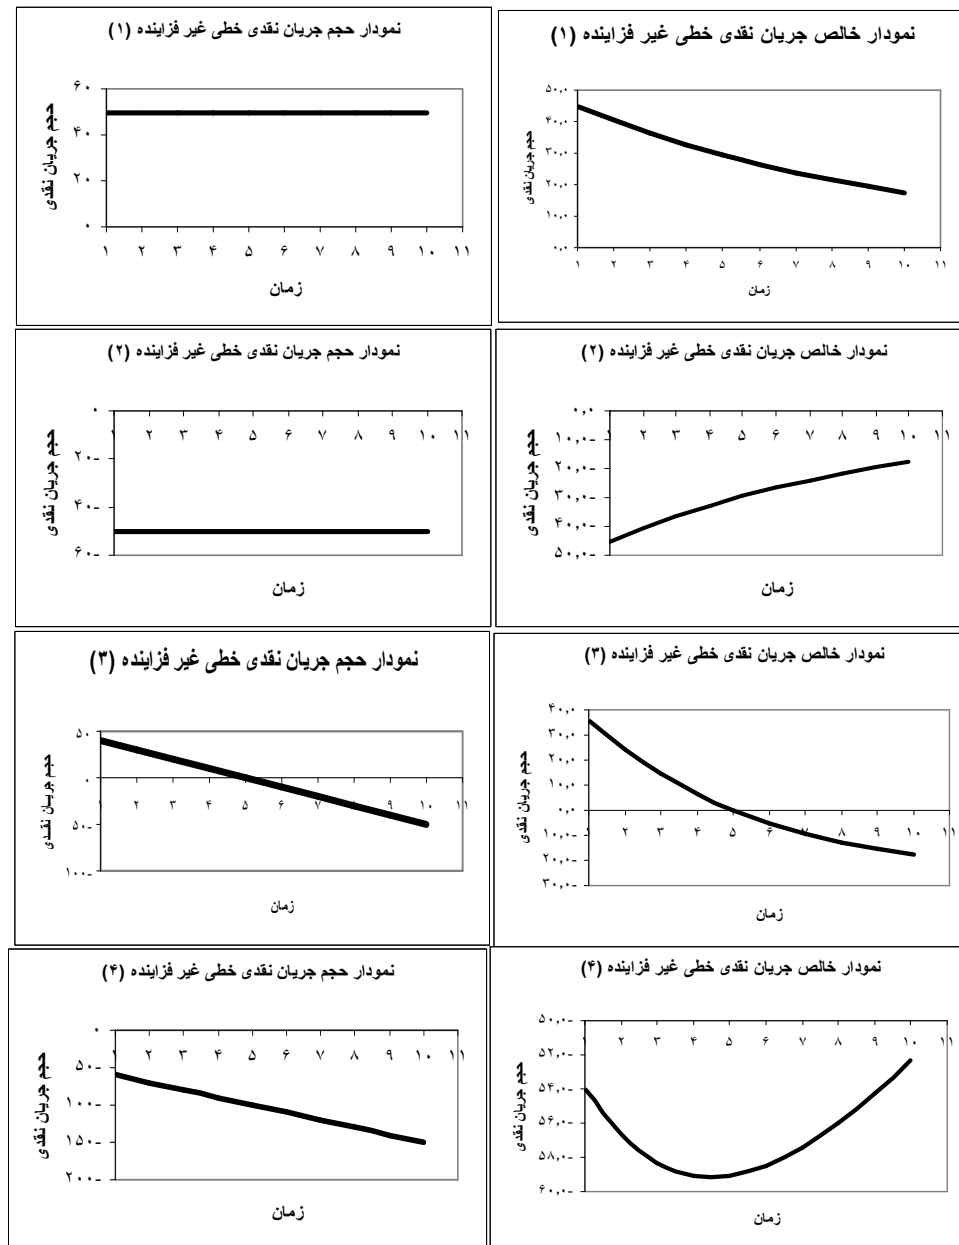 نمودار خالص جریان نقدی خطی غیر فزاینده (۱)
۵۰,۰
۴۰,۰
۳۰,۰
۲۰,۰
۱۰,۰
۰,۰
حجم جریان نقدی
۱ ۲ ۳ ۴ ۵ ۶ ۷ ۸ ۹ ۱۰ ۱۱
زمان
نمودار حجم جریان نقدی خطی غیر فزاینده (۱)
۶۰
۴۰
۲۰
۰
حجم جریان نقدی
۱ ۲ ۳ ۴ ۵ ۶ ۷ ۸ ۹ ۱۰ ۱۱
زمان
نمودار خالص جریان نقدی خطی غیر فزاینده (۲)
۰,۰
۱۰,۰-
۲۰,۰-
۳۰,۰-
۴۰,۰-
۵۰,۰-
حجم جریان نقدی
۱ ۲ ۳ ۴ ۵ ۶ ۷ ۸ ۹ ۱۰ ۱۱
زمان
نمودار حجم جریان نقدی خطی غیر فزاینده (۲)
۰
۲۰-
۴۰-
۶۰-
حجم جریان نقدی
۱ ۲ ۳ ۴ ۵ ۶ ۷ ۸ ۹ ۱۰ ۱۱
زمان
نمودار خالص جریان نقدی خطی غیر فزاینده (۳)
۴۰,۰
۳۰,۰
۲۰,۰
۱۰,۰
۰,۰
۱۰,۰-
۲۰,۰-
۳۰,۰-
حجم جریان نقدی
۱ ۲ ۳ ۴ ۵ ۶ ۷ ۸ ۹ ۱۰ ۱۱
زمان
نمودار حجم جریان نقدی خطی غیر فزاینده (۳)
۵۰
۰
۵۰-
۱۰۰-
حجم جریان نقدی
۱ ۲ ۳ ۴ ۵ ۶ ۷ ۸ ۹ ۱۰ ۱۱
زمان
نمودار خالص جریان نقدی خطی غیر فزاینده (۴)
۵۰,۰-
۵۲,۰-
۵۴,۰-
۵۶,۰-
۵۸,۰-
۶۰,۰-
حجم جریان نقدی
۱ ۲ ۳ ۴ ۵ ۶ ۷ ۸ ۹ ۱۰ ۱۱
زمان
نمودار حجم جریان نقدی خطی غیر فزاینده (۴)
۰
۵۰-
۱۰۰-
۱۵۰-
۲۰۰-
حجم جریان نقدی
۱ ۲ ۳ ۴ ۵ ۶ ۷ ۸ ۹ ۱۰ ۱۱
زمان